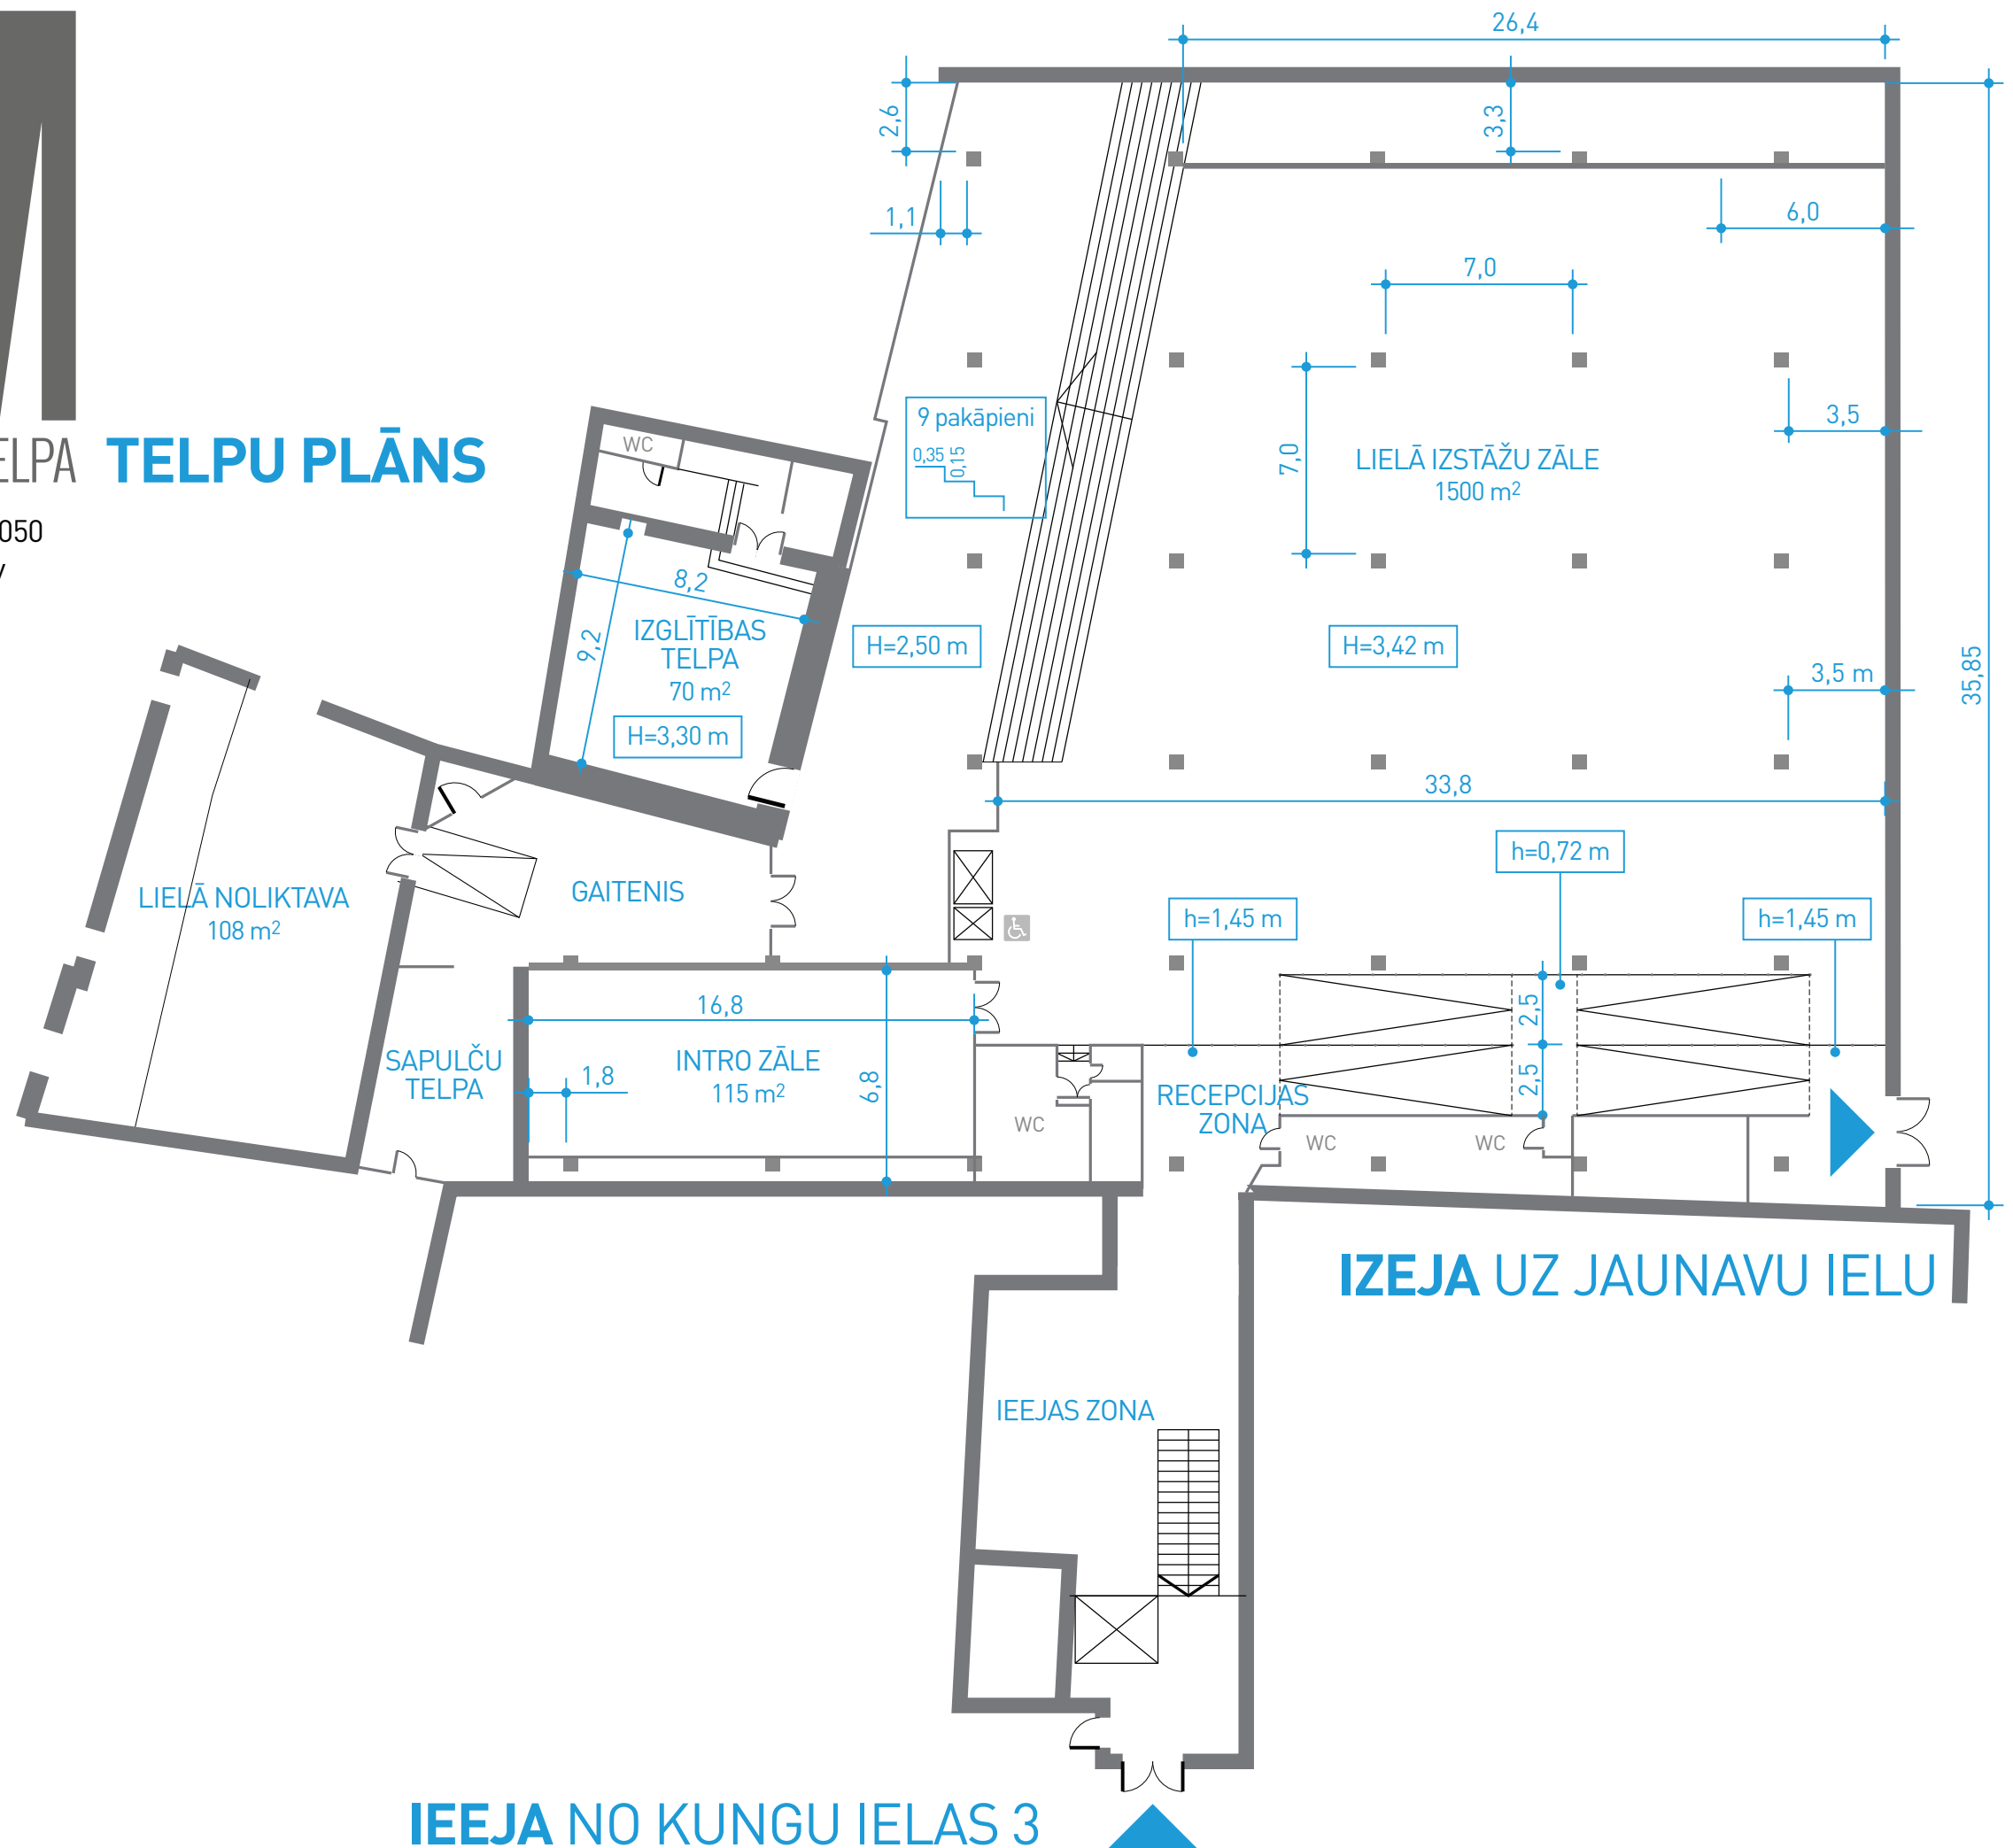 26,4
2,6
3,3
1,1
6,0
7,0
ELPA TELPU PLĀNS
050
WC
9 pakāpieni
0,35
0,15
3,5
7,0
LIELĀ IZSTĀŽU ZĀLE
1500 m²
8,2
9,2
IZGLĪTĪBAS
TELPA
70 m²
H=3,30 m
H=2,50 m
H=3,42 m
3,5 m
35,85
33,8
h=0,72 m
LIELĀ NOLIKTAVA
108 m²
GAITENIS
h=1,45 m
h=1,45 m
16,8
2,5
2,5
SAPULČU
TELPA
1,8
INTRO ZĀLE
115 m²
6,8
WC
RECEPCIJAS
ZONA
WC
WC
IZEJA UZ JAUNAVU IELU
IEEJAS ZONA
IEEJA NO KUNGU IELAS 3